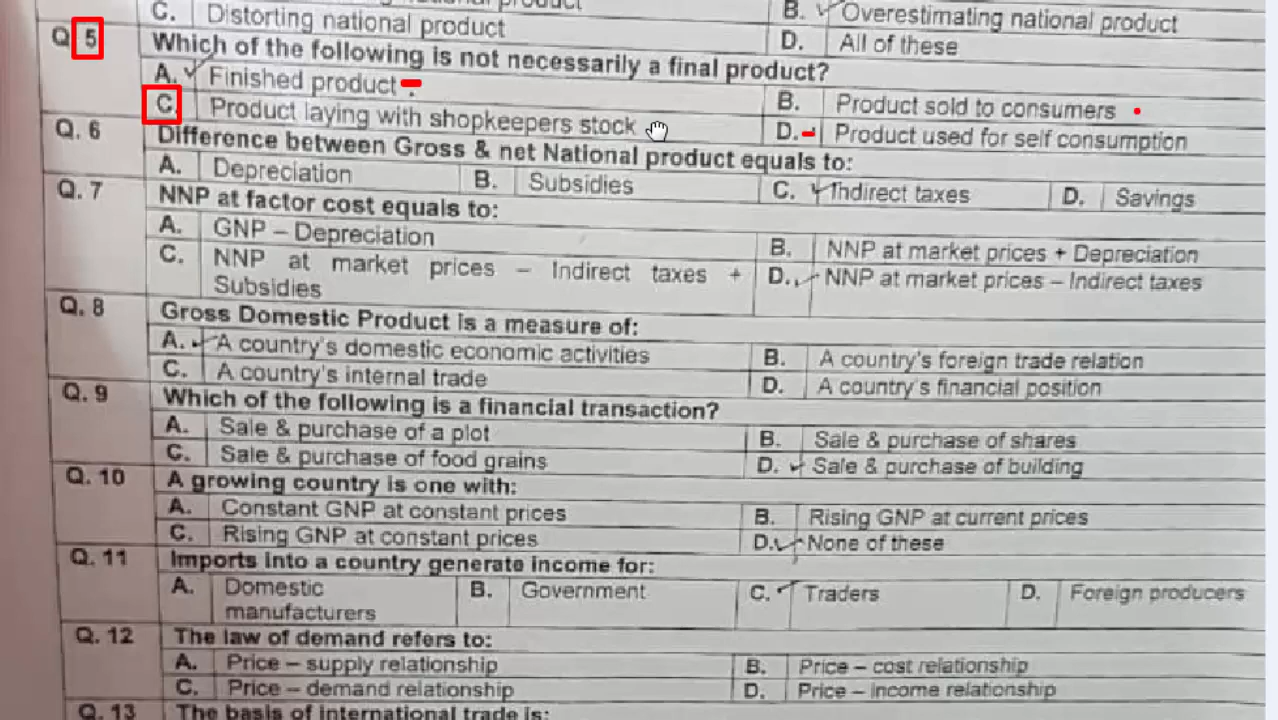 C. Distorting national product
B. Overestimating national product
D. All of these
Q 5 Which of the following is not necessarily a final product?
A. Finished product
B. Product sold to consumers
C. Product laying with shopkeepers stock
D. Product used for self consumption
Q. 6 Difference between Gross & net National product equals to:
A. Depreciation B. Subsidies C. Indirect taxes D. Savings
Q. 7 NNP at factor cost equals to:
A. GNP – Depreciation
B. NNP at market prices + Depreciation
C. NNP at market prices – Indirect taxes +
Subsidies
D. NNP at market prices – Indirect taxes
Q. 8 Gross Domestic Product is a measure of:
A. A country's domestic economic activities
B. A country's foreign trade relation
C. A country's internal trade
D. A country's financial position
Q. 9 Which of the following is a financial transaction?
A. Sale & purchase of a plot
B. Sale & purchase of shares
C. Sale & purchase of food grains
D. Sale & purchase of building
Q. 10 A growing country is one with:
A. Constant GNP at constant prices
B. Rising GNP at current prices
C. Rising GNP at constant prices
D. None of these
Q. 11 Imports into a country generate income for:
A. Domestic
manufacturers
B. Government C. Traders D. Foreign producers
Q. 12 The law of demand refers to:
A. Price – supply relationship
B. Price – cost relationship
C. Price – demand relationship
D. Price – income relationship
Q. 13 The basis of international trade is: